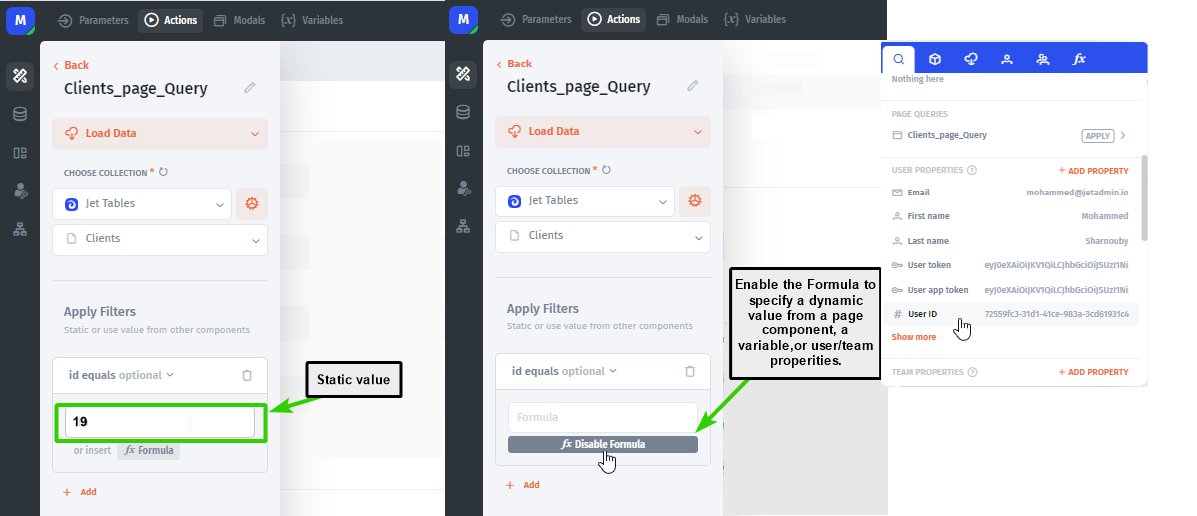 M
Parameters
Actions
Modals
{x} Variables
Back
Clients_page_Query
Load Data
CHOOSE COLLECTION *
Jet Tables
Clients
Apply Filters
Static or use value from other components
id equals optional
19
or insert fx Formula
+ Add
Static value
M
Parameters
Actions
Modals
{x} Variables
Back
Clients_page_Query
Load Data
CHOOSE COLLECTION *
Jet Tables
Clients
Apply Filters
Static or use value from other components
id equals optional
Formula
fx Disable Formula
+ Add
Enable the Formula to
specify a dynamic
value from a page
component, a
variable,or user/team
properities.
fx
Nothing here
PAGE QUERIES
Clients_page_Query APPLY
USER PROPERTIES ? + ADD PROPERTY
Email mohammed@jetadmin.io
First name Mohammed
Last name Sharnouby
User token eyJ0eXAiOiJKV1QiLCJhbGciOiJSUzI1Ni
User app token eyJ0eXAiOiJKV1QiLCJhbGciOiJSUzI1Ni
# User ID 72559fc3-31d1-41ce-983a-3cd61931c4
Show more
TEAM PROPERTIES ? + ADD PROPERTY